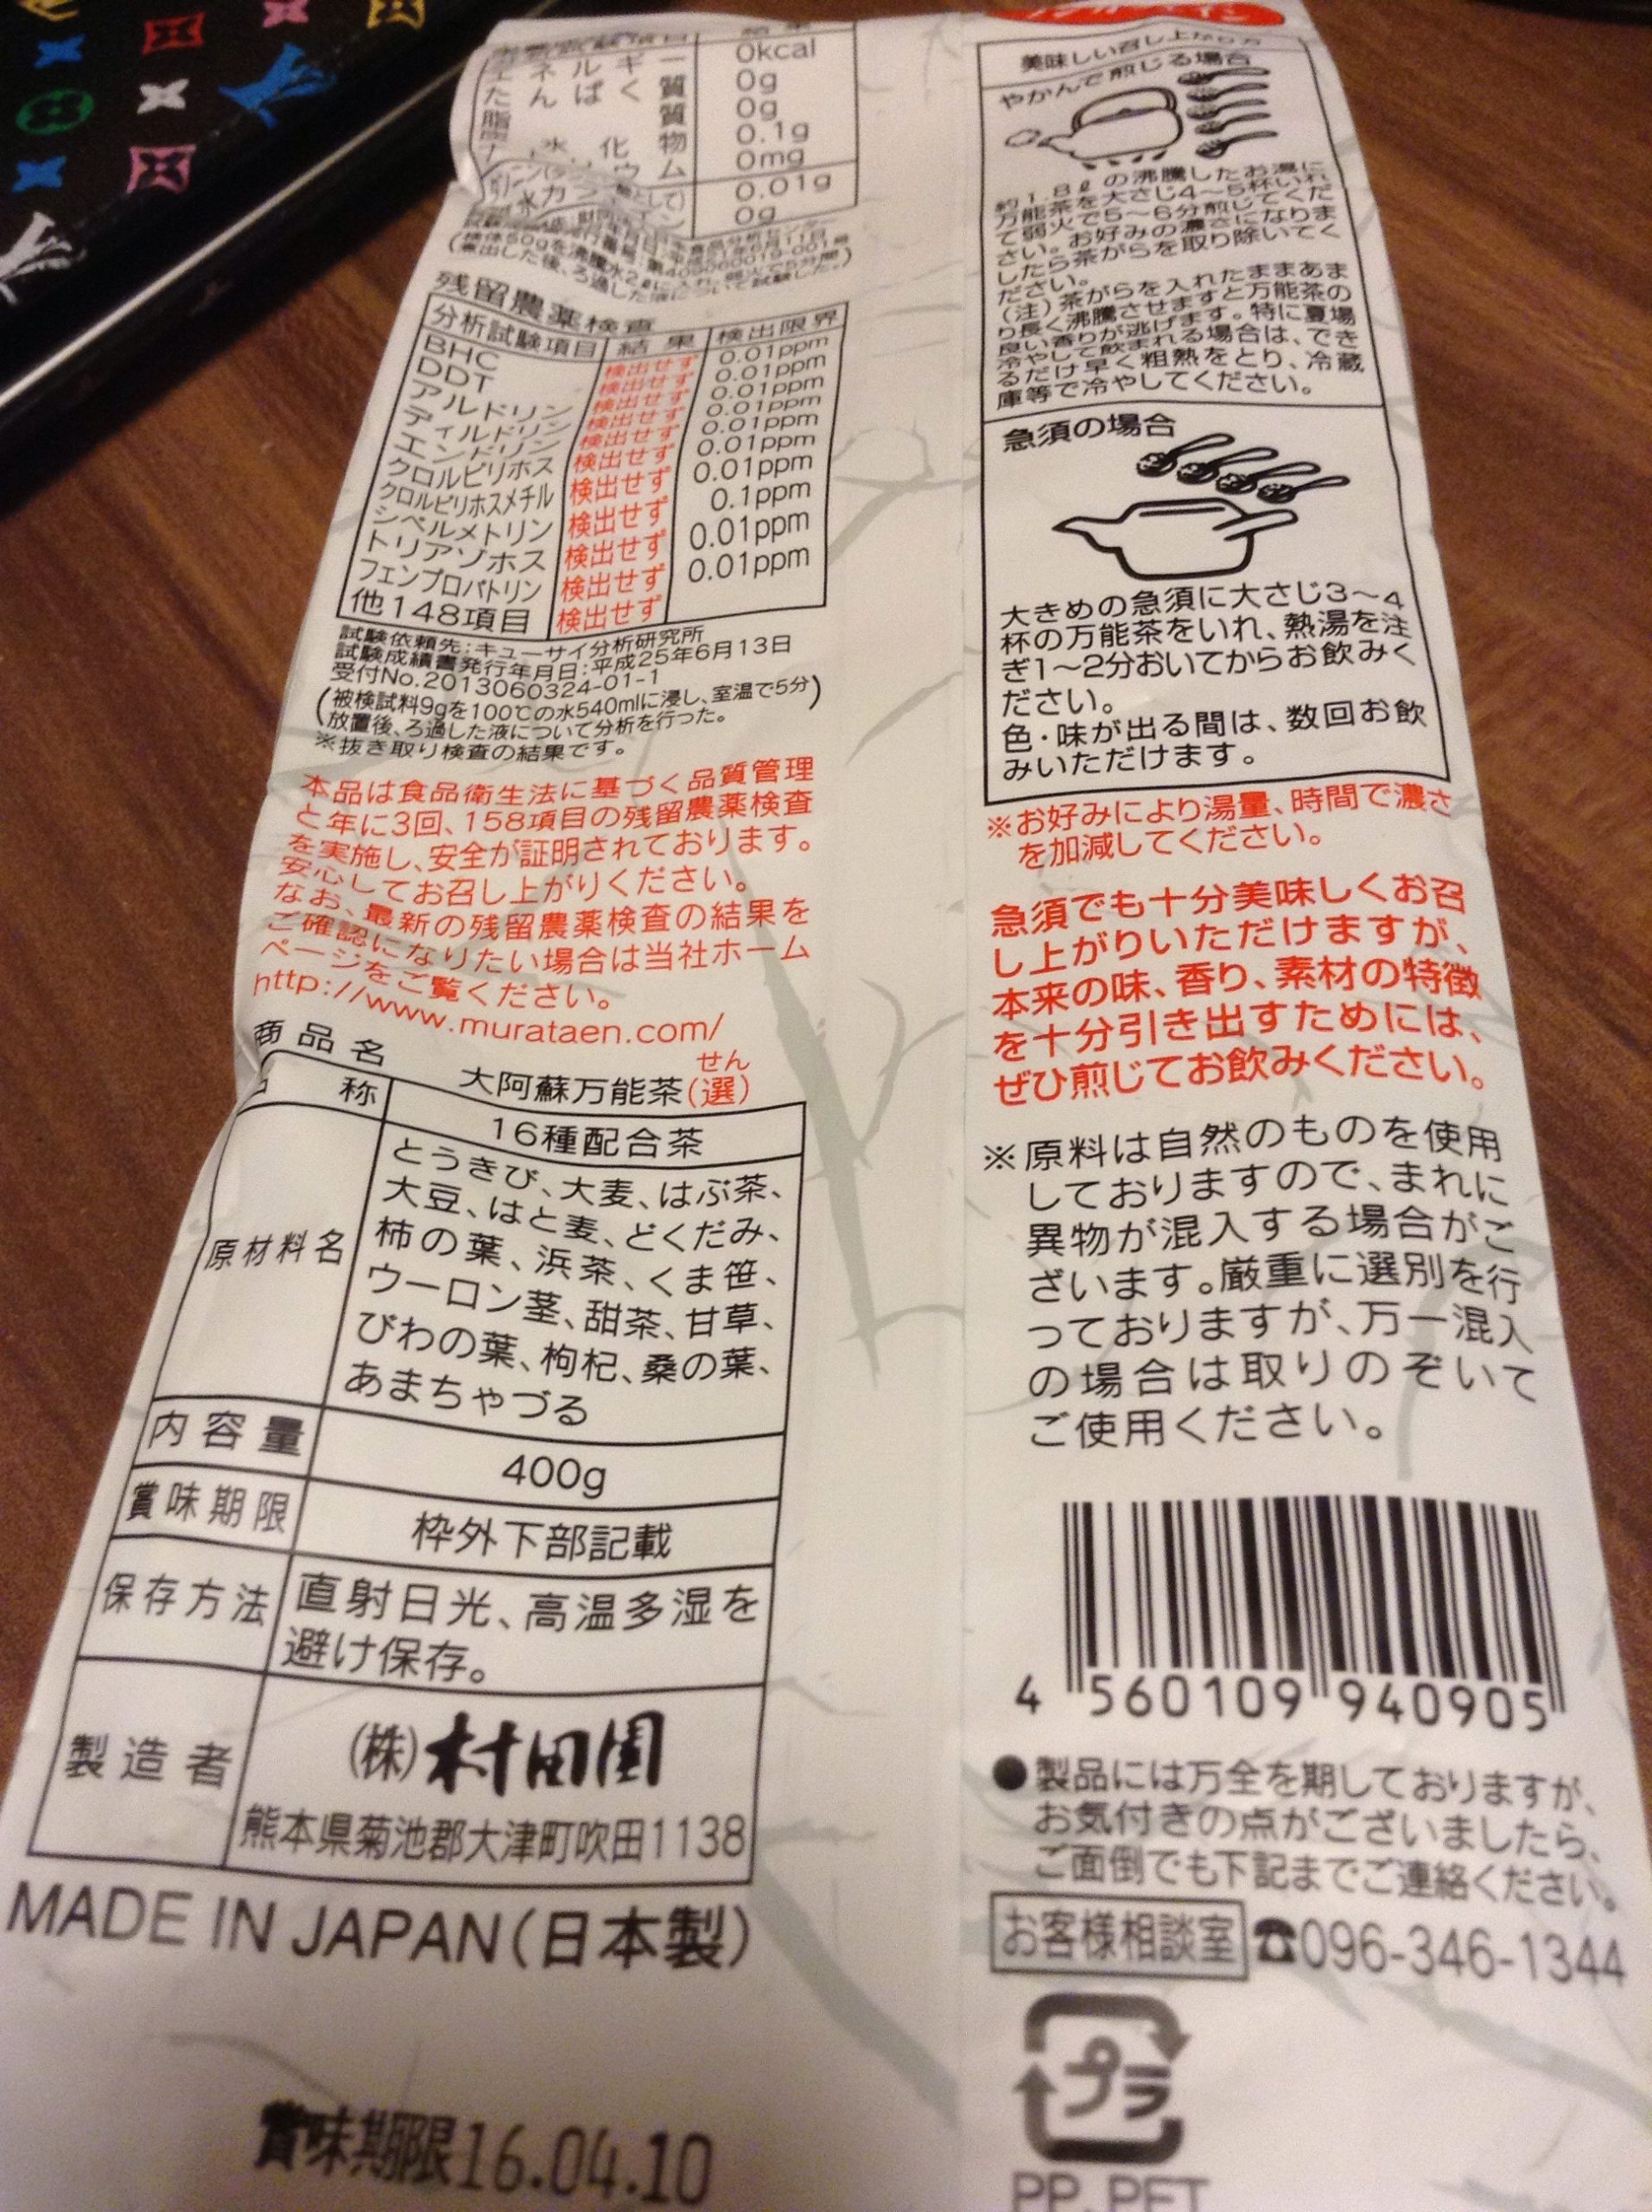 0kcal
たんぱく質 0g
脂 質 0g
水化物 0.1g
0mg
0.01g
0g
残留農薬検査
分析試験項目 結果 検出限界
BHC 検出せず 0.01ppm
DDT 検出せず 0.01ppm
アルドリン 検出せず 0.01ppm
ディルドリン 検出せず 0.01ppm
エンドリン 検出せず 0.01ppm
クロルピリホス 検出せず 0.01ppm
クロルピリホスメチル 検出せず 0.01ppm
シペルメトリン 検出せず 0.1ppm
トリアゾホス 検出せず 0.01ppm
フェンプロパトリン 検出せず 0.01ppm
他148項目 検出せず
試験依頼先:キューサイ分析研究所
試験成績書発行年月日:平成25年6月13日
受付No.2013060324-01-1
(被検試料9gを100℃の水540mlに浸し、室温で5分
放置後、ろ過した液について分析を行った。)
※抜き取り検査の結果です。
本品は食品衛生法に基づく品質管理
と年に3回、158項目の残留農薬検査
を実施し、安全が証明されております。
安心してお召し上がりください。
なお、最新の残留農薬検査の結果を
ご確認になりたい場合は当社ホーム
ページをご覧ください。
http://www.murataen.com/
商品名 大阿蘇万能茶(選)
せん
称 16種配合茶
原材料名 とうきび、大麦、はぶ茶、
大豆、はと麦、どくだみ、
柿の葉、浜茶、くま笹、
ウーロン茎、甜茶、甘草、
びわの葉、枸杞、桑の葉、
あまちゃづる
内容量 400g
賞味期限 枠外下部記載
保存方法 直射日光、高温多湿を
避け保存。
製造者 (株)村田園
熊本県菊池郡大津町吹田1138
MADE IN JAPAN(日本製)
賞味期限16.04.10
美味しい召し上がり方
やかんで煎じる場合
約1.8ℓの沸騰したお湯に
万能茶を大さじ4〜5杯いれ
て弱火で5〜6分煎じてくだ
さい。お好みの濃さになりま
したら茶がらを取り除いてく
ださい。
(注)茶がらを入れたままあま
り長く沸騰させますと万能茶の
良い香りが逃げます。特に夏場
冷やして飲まれる場合は、でき
るだけ早く粗熱をとり、冷蔵
庫等で冷やしてください。
急須の場合
大きめの急須に大さじ3〜4
杯の万能茶をいれ、熱湯を注
ぎ1〜2分おいてからお飲みく
ださい。
色・味が出る間は、数回お飲
みいただけます。
※お好みにより湯量、時間で濃さ
を加減してください。
急須でも十分美味しくお召
し上がりいただけますが、
本来の味、香り、素材の特徴
を十分引き出すためには、
ぜひ煎じてお飲みください。
※原料は自然のものを使用
しておりますので、まれに
異物が混入する場合がご
ざいます。厳重に選別を行
っておりますが、万一混入
の場合は取りのぞいて
ご使用ください。
4 560109 940905
●製品には万全を期しておりますが、
お気付きの点がございましたら、
ご面倒でも下記までご連絡ください。
お客様相談室 ☎096-346-1344
プラ
PP、PET